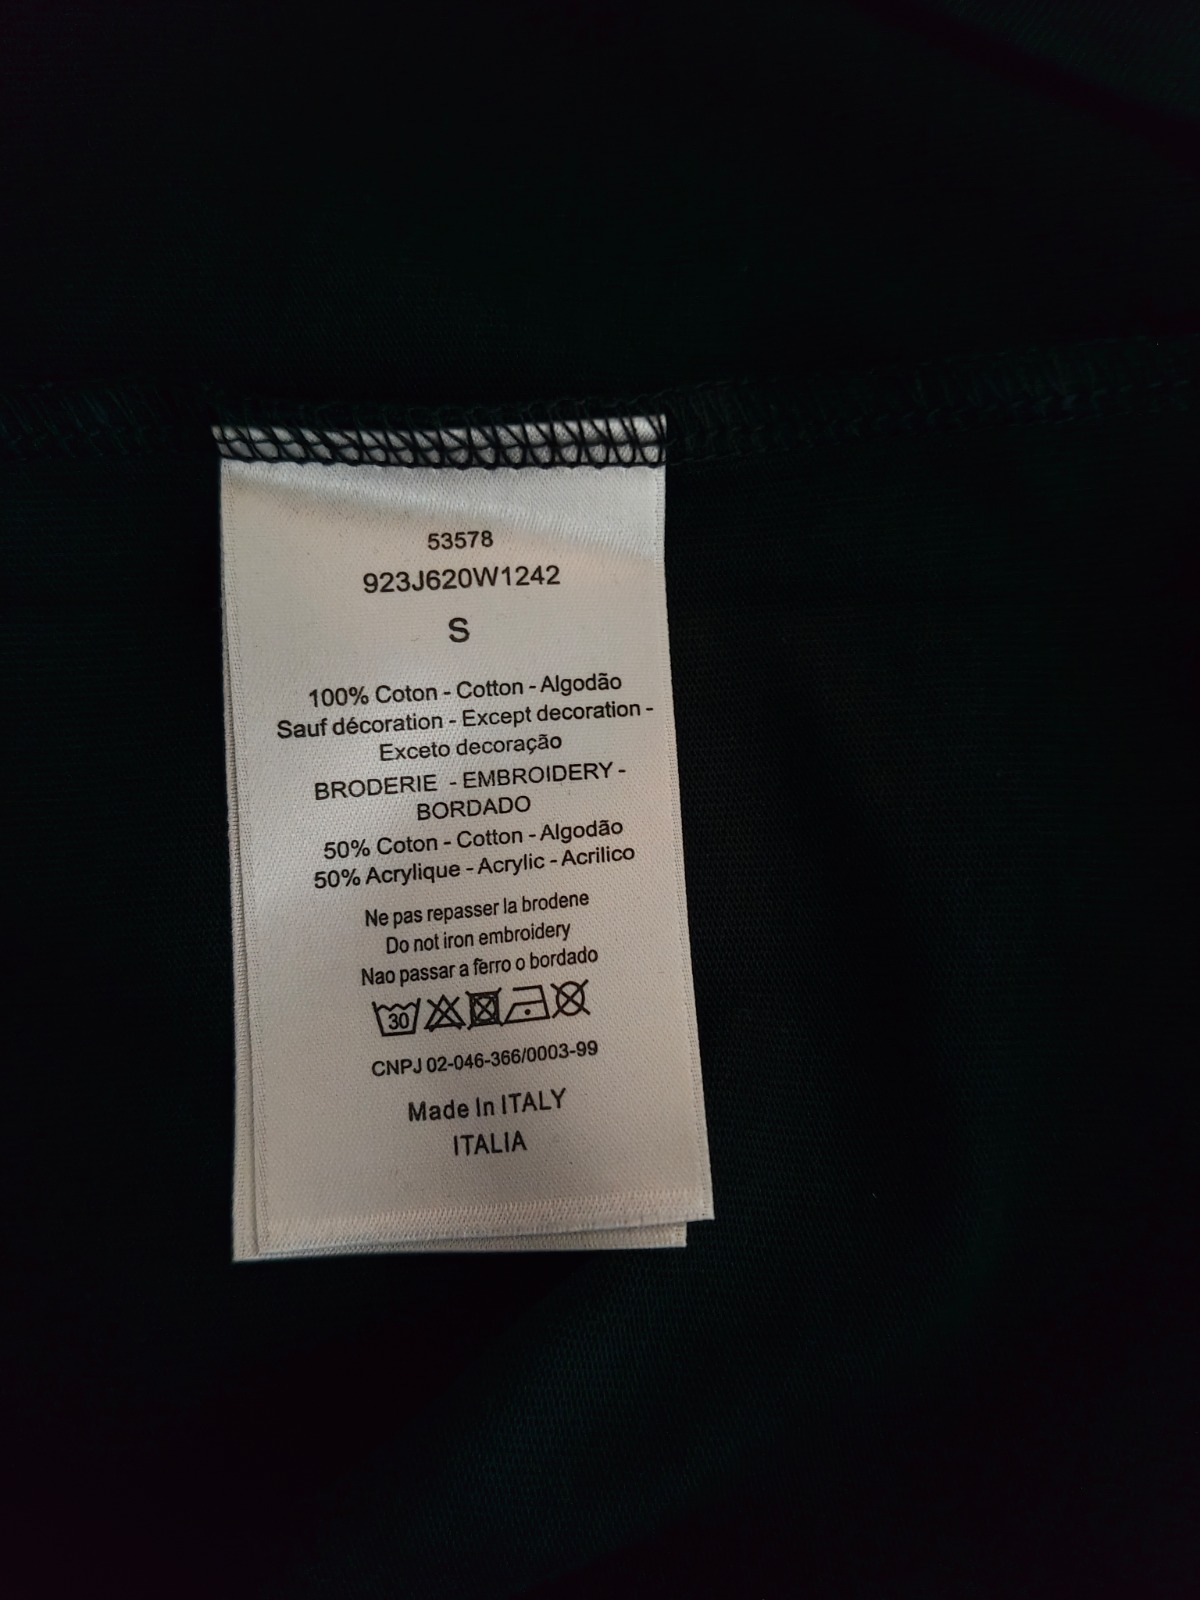 53578
923J620W1242
S
100% Coton - Cotton - Algodão
Sauf décoration - Except decoration -
Exceto decoração
BRODERIE - EMBROIDERY -
BORDADO
50% Coton - Cotton - Algodão
50% Acrylique - Acrylic - Acrilico
Ne pas repasser la brodene
Do not iron embroidery
Nao passar a ferro o bordado
30
CNPJ 02-046-366/0003-99
Made In ITALY
ITALIA